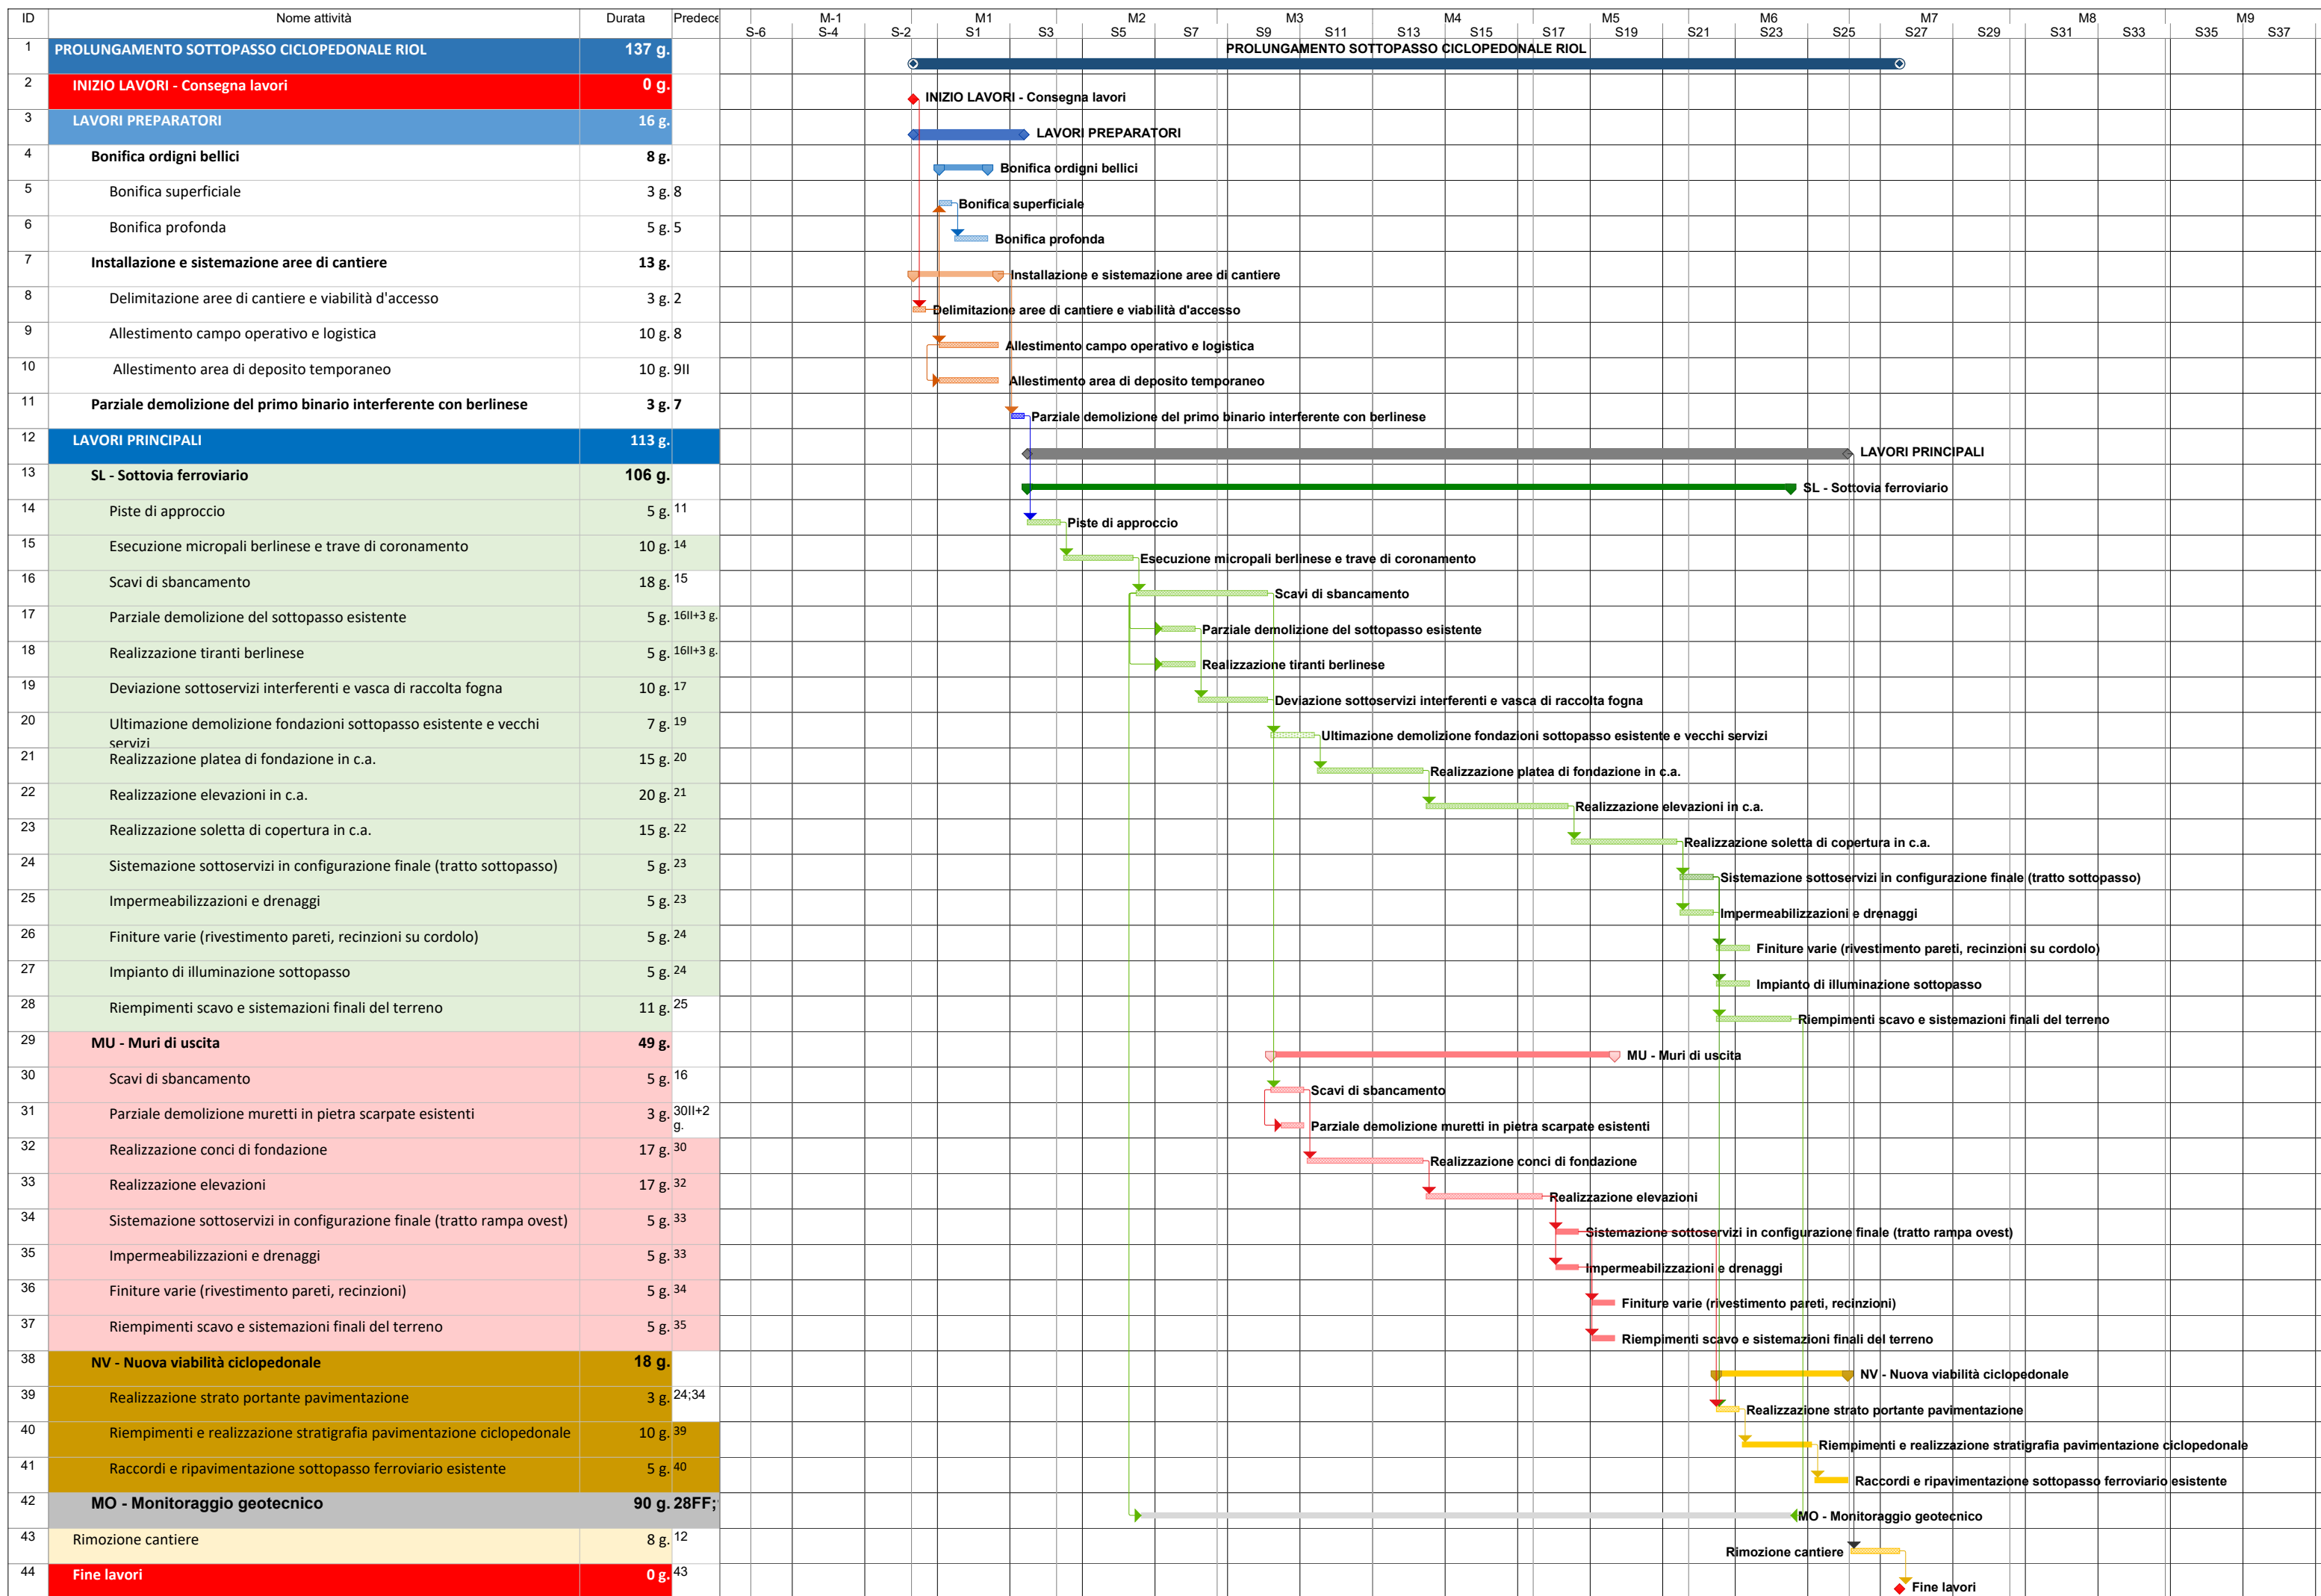 ID Nome attività Durata Predece M-1 M1 M2 M3 M4 M5 M6 M7 M8 M9
S-6 S-4 S-2 S1 S3 S5 S7 S9 S11 S13 S15 S17 S19 S21 S23 S25 S27 S29 S31 S33 S35 S37
1 PROLUNGAMENTO SOTTOPASSO CICLOPEDONALE RIOL 137 g. PROLUNGAMENTO SOTTOPASSO CICLOPEDONALE RIOL
2 INIZIO LAVORI - Consegna lavori 0 g. INIZIO LAVORI - Consegna lavori
3 LAVORI PREPARATORI 16 g. LAVORI PREPARATORI
4 Bonifica ordigni bellici 8 g. Bonifica ordigni bellici
5 Bonifica superficiale 3 g. 8 Bonifica superficiale
6 Bonifica profonda 5 g. 5 Bonifica profonda
7 Installazione e sistemazione aree di cantiere 13 g. Installazione e sistemazione aree di cantiere
8 Delimitazione aree di cantiere e viabilità d'accesso 3 g. 2 Delimitazione aree di cantiere e viabilità d'accesso
9 Allestimento campo operativo e logistica 10 g. 8 Allestimento campo operativo e logistica
10 Allestimento area di deposito temporaneo 10 g. 9II Allestimento area di deposito temporaneo
11 Parziale demolizione del primo binario interferente con berlinese 3 g. 7 Parziale demolizione del primo binario interferente con berlinese
12 LAVORI PRINCIPALI 113 g. LAVORI PRINCIPALI
13 SL - Sottovia ferroviario 106 g. SL - Sottovia ferroviario
14 Piste di approccio 5 g. 11 Piste di approccio
15 Esecuzione micropali berlinese e trave di coronamento 10 g. 14 Esecuzione micropali berlinese e trave di coronamento
16 Scavi di sbancamento 18 g. 15 Scavi di sbancamento
17 Parziale demolizione del sottopasso esistente 5 g. 16II+3 g. Parziale demolizione del sottopasso esistente
18 Realizzazione tiranti berlinese 5 g. 16II+3 g. Realizzazione tiranti berlinese
19 Deviazione sottoservizi interferenti e vasca di raccolta fogna 10 g. 17 Deviazione sottoservizi interferenti e vasca di raccolta fogna
20 Ultimazione demolizione fondazioni sottopasso esistente e vecchi 7 g. 19 Ultimazione demolizione fondazioni sottopasso esistente e vecchi servizi
servizi
21 Realizzazione platea di fondazione in c.a. 15 g. 20 Realizzazione platea di fondazione in c.a.
22 Realizzazione elevazioni in c.a. 20 g. 21 Realizzazione elevazioni in c.a.
23 Realizzazione soletta di copertura in c.a. 15 g. 22 Realizzazione soletta di copertura in c.a.
24 Sistemazione sottoservizi in configurazione finale (tratto sottopasso) 5 g. 23 Sistemazione sottoservizi in configurazione finale (tratto sottopasso)
25 Impermeabilizzazioni e drenaggi 5 g. 23 Impermeabilizzazioni e drenaggi
26 Finiture varie (rivestimento pareti, recinzioni su cordolo) 5 g. 24 Finiture varie (rivestimento pareti, recinzioni su cordolo)
27 Impianto di illuminazione sottopasso 5 g. 24 Impianto di illuminazione sottopasso
28 Riempimenti scavo e sistemazioni finali del terreno 11 g. 25 Riempimenti scavo e sistemazioni finali del terreno
29 MU - Muri di uscita 49 g. MU - Muri di uscita
30 Scavi di sbancamento 5 g. 16 Scavi di sbancamento
31 Parziale demolizione muretti in pietra scarpate esistenti 3 g. 30II+2 Parziale demolizione muretti in pietra scarpate esistenti
g.
32 Realizzazione conci di fondazione 17 g. 30 Realizzazione conci di fondazione
33 Realizzazione elevazioni 17 g. 32 Realizzazione elevazioni
34 Sistemazione sottoservizi in configurazione finale (tratto rampa ovest) 5 g. 33 Sistemazione sottoservizi in configurazione finale (tratto rampa ovest)
35 Impermeabilizzazioni e drenaggi 5 g. 33 Impermeabilizzazioni e drenaggi
36 Finiture varie (rivestimento pareti, recinzioni) 5 g. 34 Finiture varie (rivestimento pareti, recinzioni)
37 Riempimenti scavo e sistemazioni finali del terreno 5 g. 35 Riempimenti scavo e sistemazioni finali del terreno
38 NV - Nuova viabilità ciclopedonale 18 g. NV - Nuova viabilità ciclopedonale
39 Realizzazione strato portante pavimentazione 3 g. 24;34 Realizzazione strato portante pavimentazione
40 Riempimenti e realizzazione stratigrafia pavimentazione ciclopedonale 10 g. 39 Riempimenti e realizzazione stratigrafia pavimentazione ciclopedonale
41 Raccordi e ripavimentazione sottopasso ferroviario esistente 5 g. 40 Raccordi e ripavimentazione sottopasso ferroviario esistente
42 MO - Monitoraggio geotecnico 90 g. 28FF; MO - Monitoraggio geotecnico
43 Rimozione cantiere 8 g. 12 Rimozione cantiere
44 Fine lavori 0 g. 43 Fine lavori